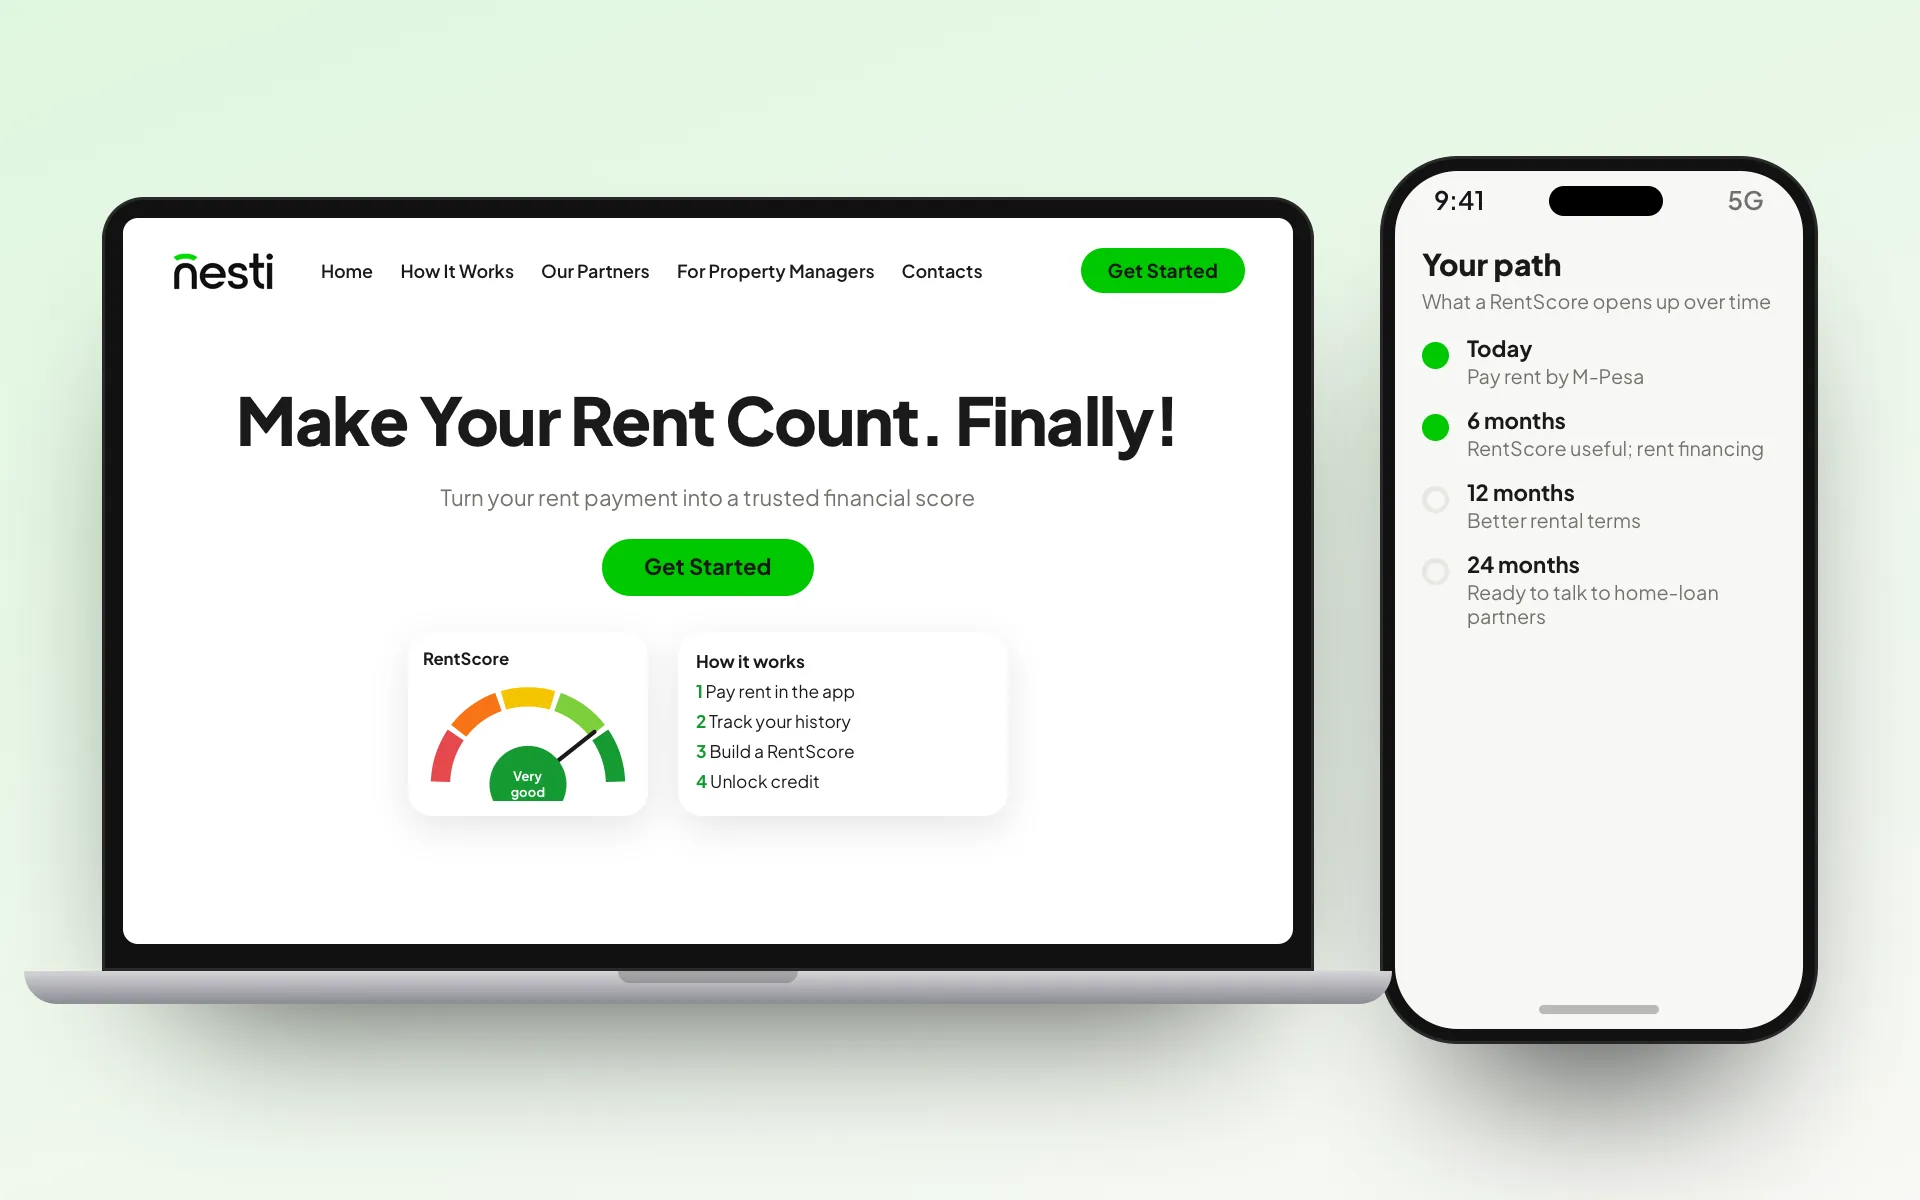 nesti
Home How It Works Our Partners For Property Managers Contacts Get Started
Make Your Rent Count. Finally!
Turn your rent payment into a trusted financial score
Get Started
RentScore
Very
good
How it works
1 Pay rent in the app
2 Track your history
3 Build a RentScore
4 Unlock credit
9:41 5G
Your path
What a RentScore opens up over time
Today
Pay rent by M-Pesa
6 months
RentScore useful; rent financing
12 months
Better rental terms
24 months
Ready to talk to home-loan
partners